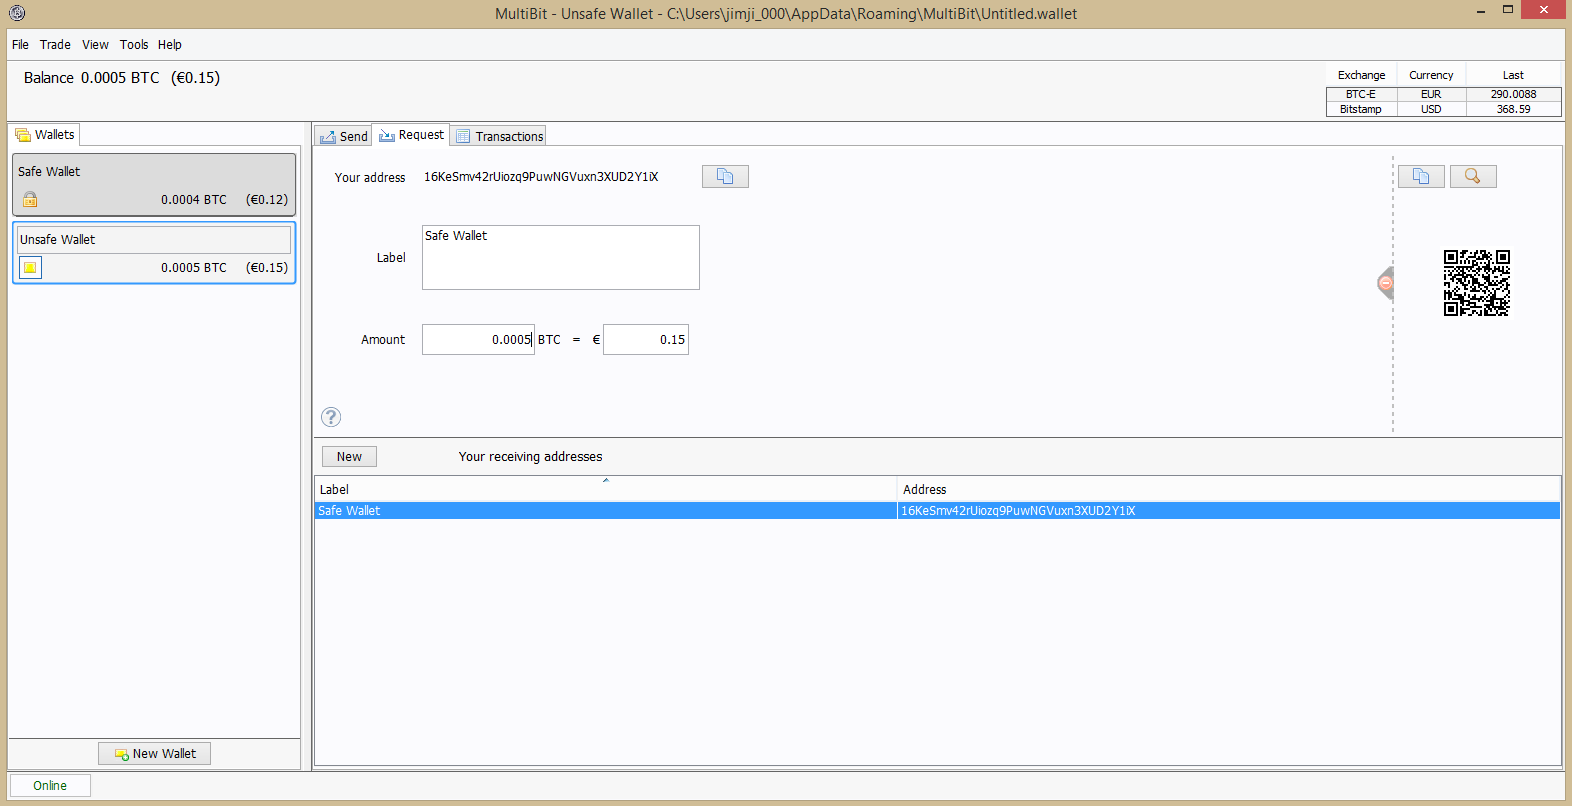 MultiBit - Unsafe Wallet - C:\Users\jimji_000\AppData\Roaming\MultiBit\Untitled.wallet
File Trade View Tools Help
Balance 0.0005 BTC (€0.15)
Exchange Currency Last
BTC-E EUR 290.0088
Bitstamp USD 368.59
Wallets
Safe Wallet
0.0004 BTC (€0.12)
Unsafe Wallet
0.0005 BTC (€0.15)
New Wallet
Send Request Transactions
Your address 16KeSmv42rUiozq9PuwNGVuxn3XUD2Y1iX
Label Safe Wallet
Amount 0.0005 BTC = € 0.15
?
New Your receiving addresses
Label Address
Safe Wallet 16KeSmv42rUiozq9PuwNGVuxn3XUD2Y1iX
Online